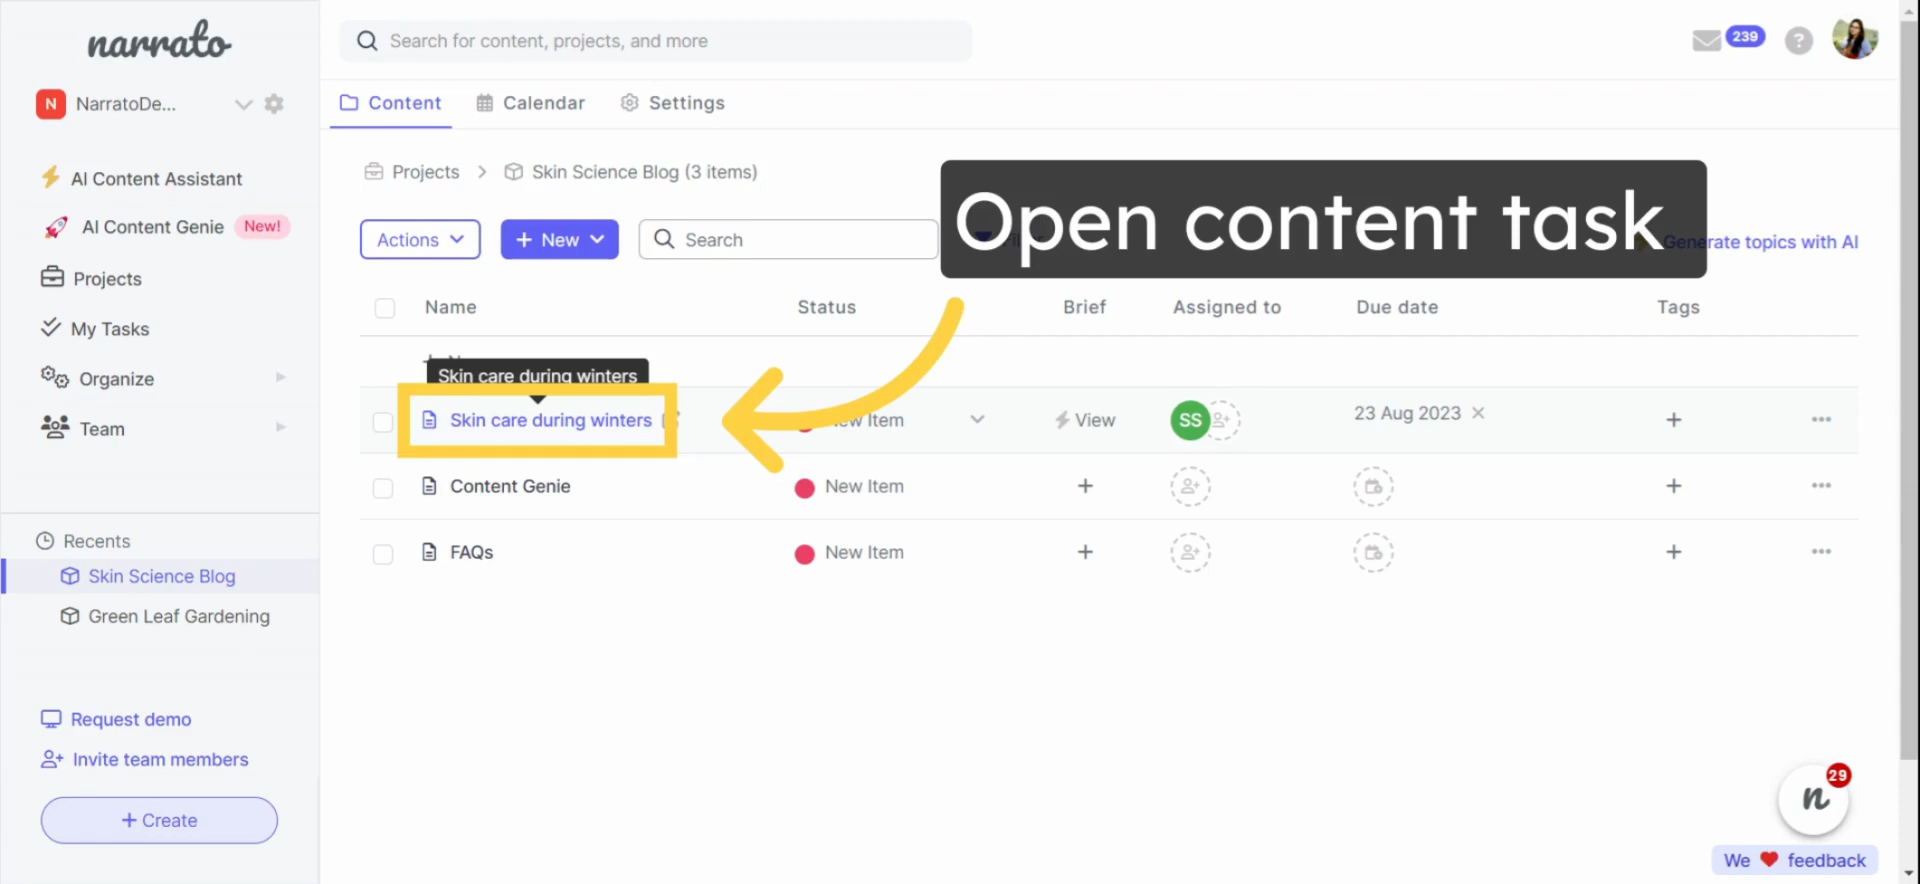 narrato
Search for content, projects, and more
239
?
N NarratoDe...
Content Calendar Settings
AI Content Assistant
AI Content Genie New!
Projects
My Tasks
Organize
Team
Projects > Skin Science Blog (3 items)
Actions + New Search
Open content task
Generate topics with AI
Name Status Brief Assigned to Due date Tags
Skin care during winters
Skin care during winters New Item View SS 23 Aug 2023 × + ...
Content Genie New Item + + ...
FAQs New Item + + ...
Recents
Skin Science Blog
Green Leaf Gardening
Request demo
Invite team members
+ Create
n 29
We ❤ feedback